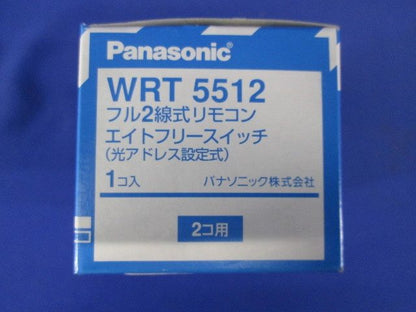 Panasonic®
WRT 5512
フル2線式リモコン
エイトフリースイッチ
(光アドレス設定式)
1コ入 パナソニック株式会社
2コ用